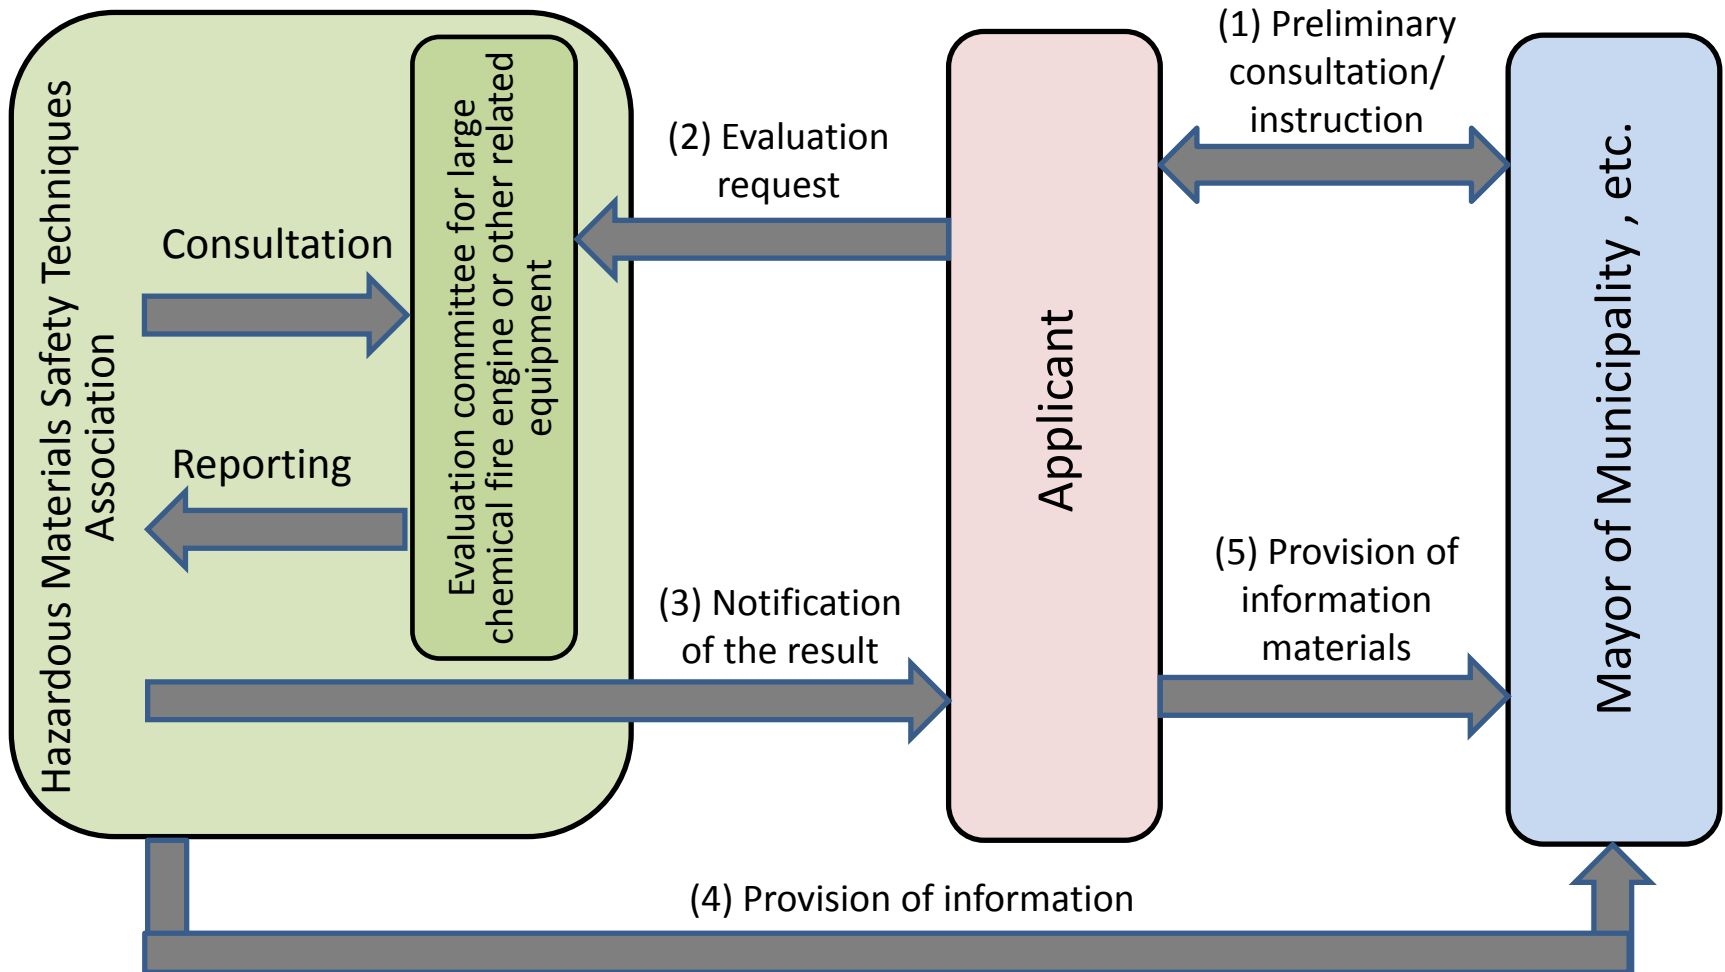 Hazardous Materials Safety Techniques
Association
Consultation
Reporting
Evaluation committee for large
chemical fire engine or other related
equipment
(2) Evaluation
request
(3) Notification
of the result
Applicant
(1) Preliminary
consultation/
instruction
(5) Provision of
information
materials
Mayor of Municipality , etc.
(4) Provision of information